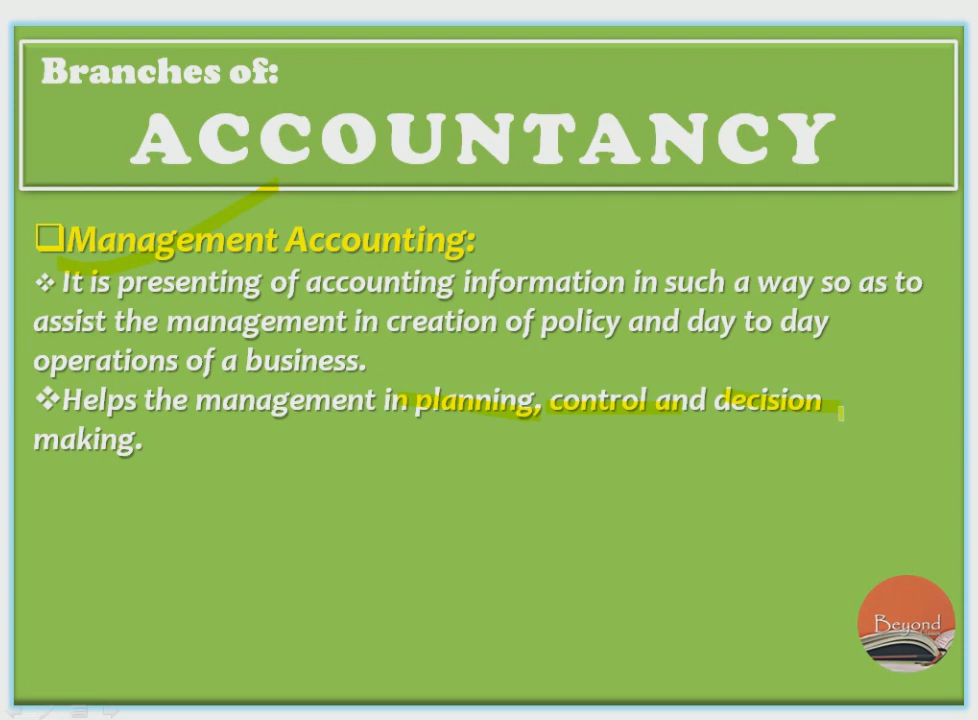 Branches of:
ACCOUNTANCY
❑Management Accounting:
❖ It is presenting of accounting information in such a way so as to
assist the management in creation of policy and day to day
operations of a business.
❖Helps the management in planning, control and decision
making.
Beyond